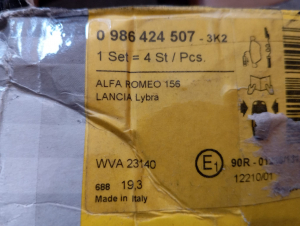 0 986 424 507 - 3K2
1 Set = 4 St / Pcs.
ALFA ROMEO 156
LANCIA Lybra
WVA 23140
E1
90R - 01
12210/01
688 19,3
Made in Italy